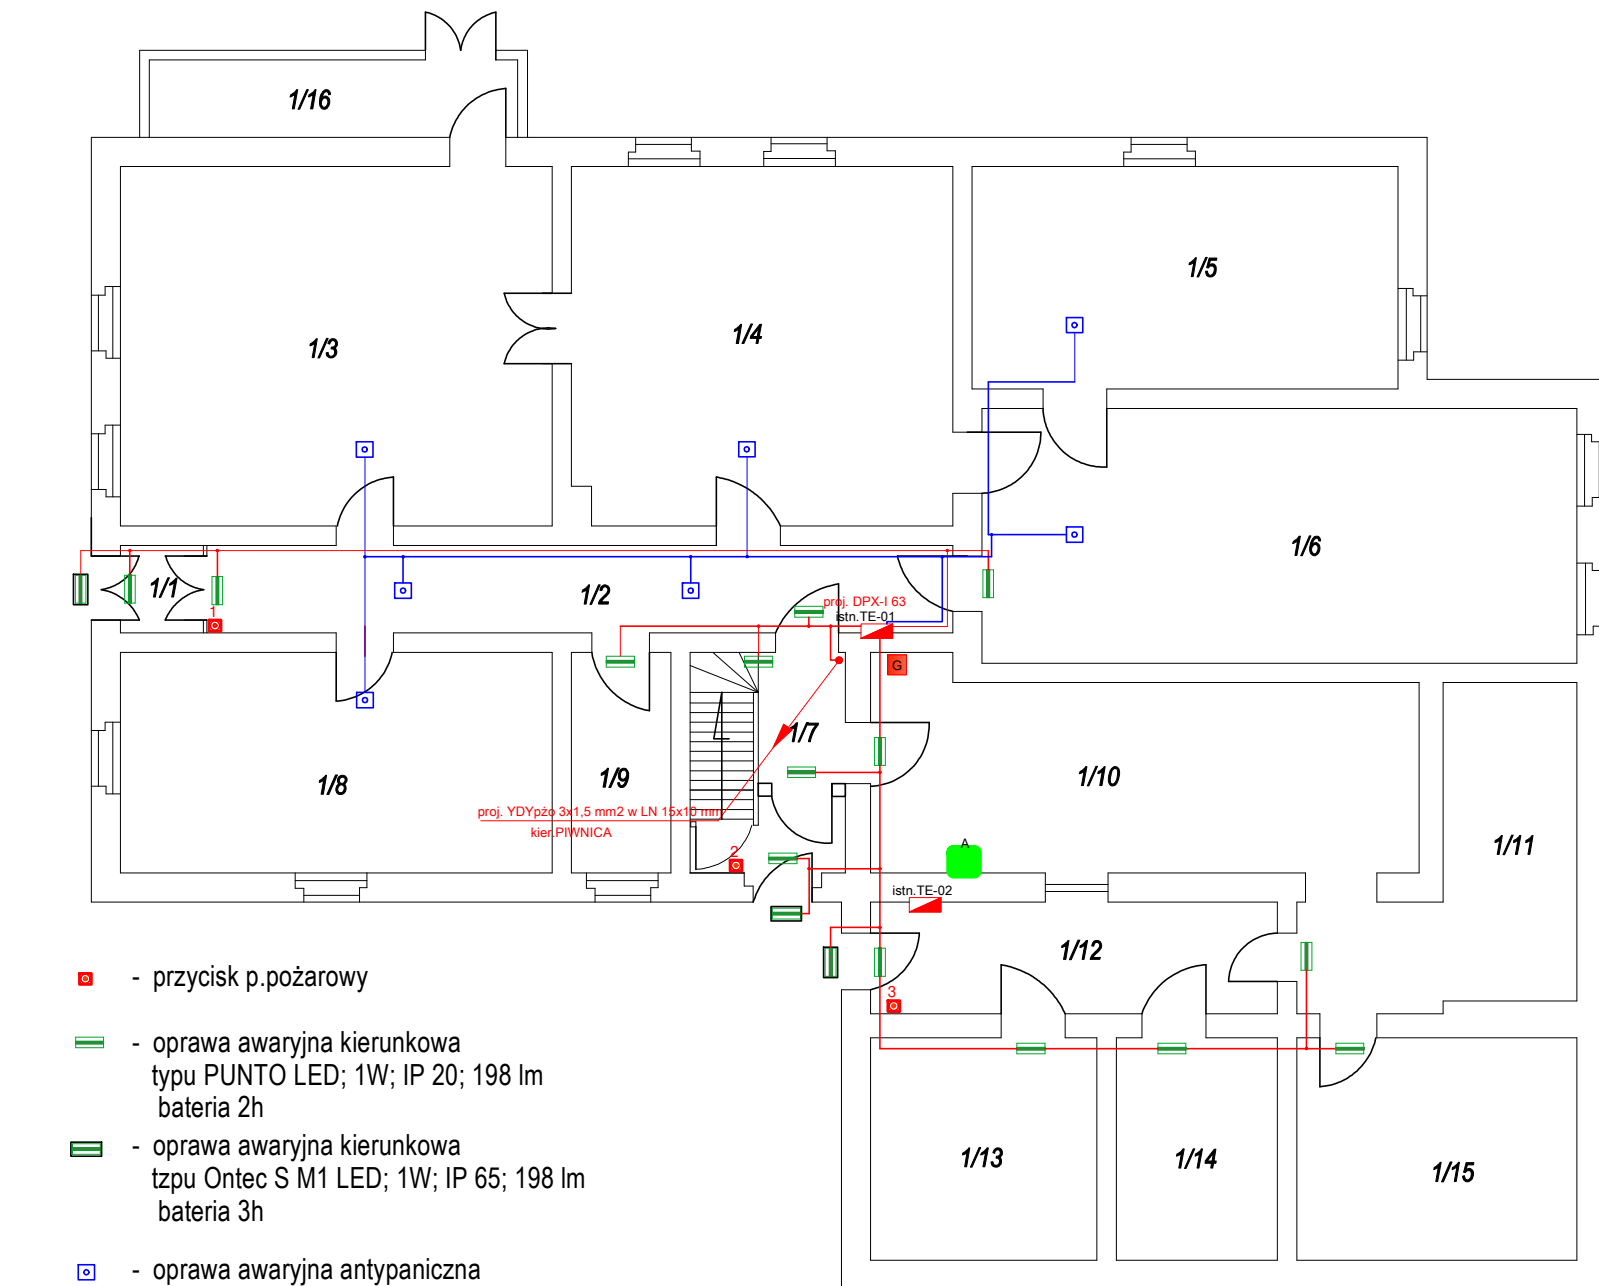 1/16
1/5
1/4
1/3
1/6
1/1
1/2
1
proj. DPX-I 63
istn.TE-01
G
1/7
1/8
1/9
1/10
proj. YDYpżo 3x1,5 mm2 w LN 15x10 mm
kier.PIWNICA
A
1/11
2
istn.TE-02
1/12
3
1/13
1/14
1/15
- przycisk p.pożarowy
- oprawa awaryjna kierunkowa
typu PUNTO LED; 1W; IP 20; 198 lm
bateria 2h
- oprawa awaryjna kierunkowa
tzpu Ontec S M1 LED; 1W; IP 65; 198 lm
bateria 3h
- oprawa awaryjna antypaniczna